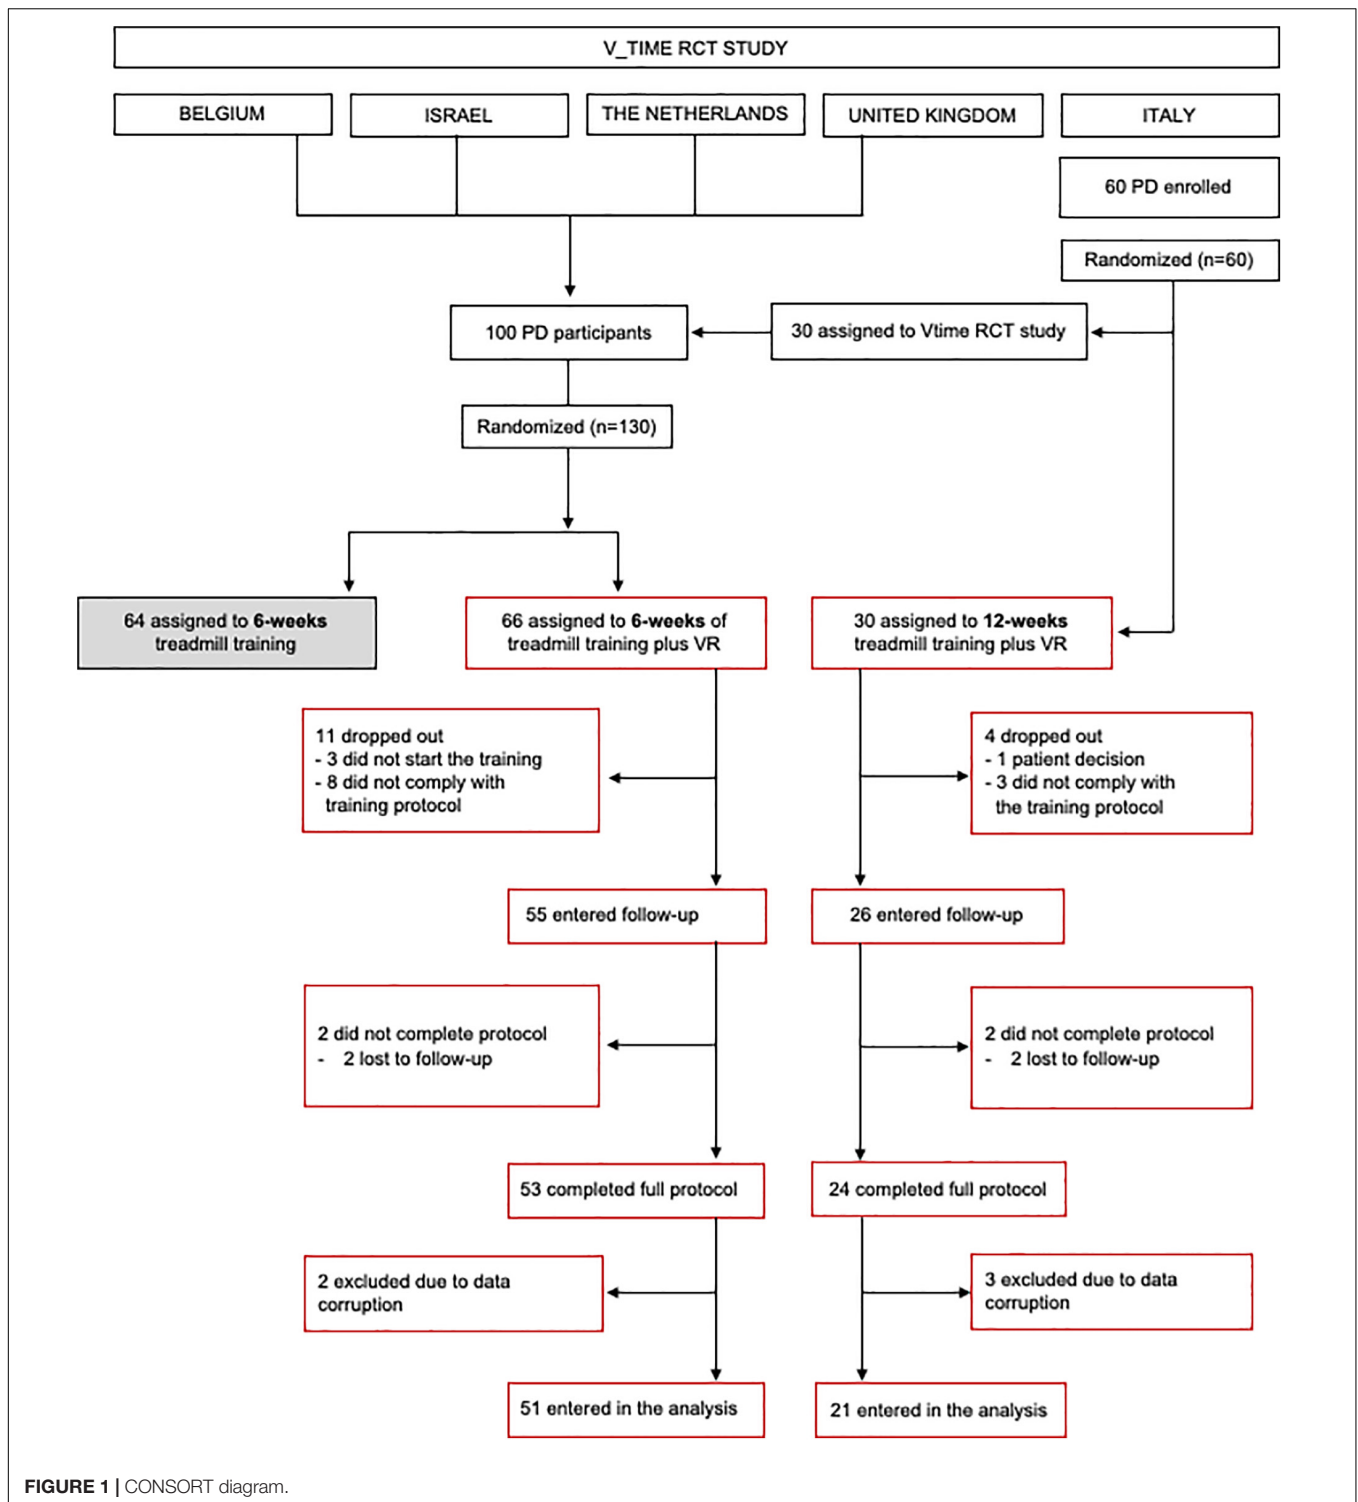 V_TIME RCT STUDY
BELGIUM
ISRAEL
THE NETHERLANDS
UNITED KINGDOM
ITALY
60 PD enrolled
Randomized (n=60)
100 PD participants
30 assigned to Vtime RCT study
Randomized (n=130)
64 assigned to 6-weeks
treadmill training
66 assigned to 6-weeks of
treadmill training plus VR
30 assigned to 12-weeks
treadmill training plus VR
11 dropped out
- 3 did not start the training
- 8 did not comply with
training protocol
4 dropped out
- 1 patient decision
- 3 did not comply with
the training protocol
55 entered follow-up
26 entered follow-up
2 did not complete protocol
- 2 lost to follow-up
2 did not complete protocol
- 2 lost to follow-up
53 completed full protocol
24 completed full protocol
2 excluded due to data
corruption
3 excluded due to data
corruption
51 entered in the analysis
21 entered in the analysis
FIGURE 1 | CONSORT diagram.